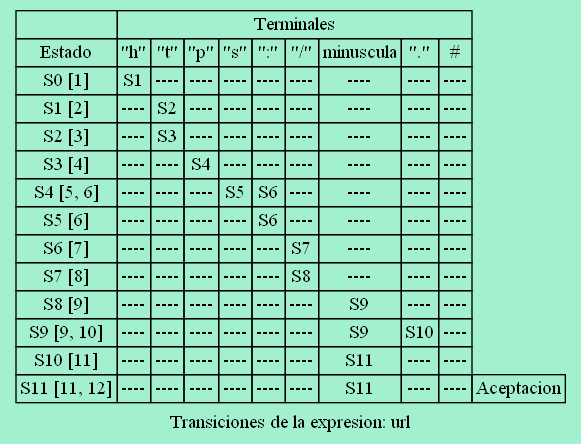 Terminales
Estado "h" "t" "p" "s" ":" "/" minuscula "." #
S0 [1] S1 ---- ---- ---- ---- ---- ---- ---- ----
S1 [2] ---- S2 ---- ---- ---- ---- ---- ---- ----
S2 [3] ---- S3 ---- ---- ---- ---- ---- ---- ----
S3 [4] ---- ---- S4 ---- ---- ---- ---- ---- ----
S4 [5, 6] ---- ---- ---- S5 S6 ---- ---- ---- ----
S5 [6] ---- ---- ---- ---- S6 ---- ---- ---- ----
S6 [7] ---- ---- ---- ---- ---- S7 ---- ---- ----
S7 [8] ---- ---- ---- ---- ---- S8 ---- ---- ----
S8 [9] ---- ---- ---- ---- ---- ---- S9 ---- ----
S9 [9, 10] ---- ---- ---- ---- ---- ---- S9 S10 ----
S10 [11] ---- ---- ---- ---- ---- ---- S11 ---- ----
S11 [11, 12] ---- ---- ---- ---- ---- ---- S11 ---- ---- Aceptacion
Transiciones de la expresion: url